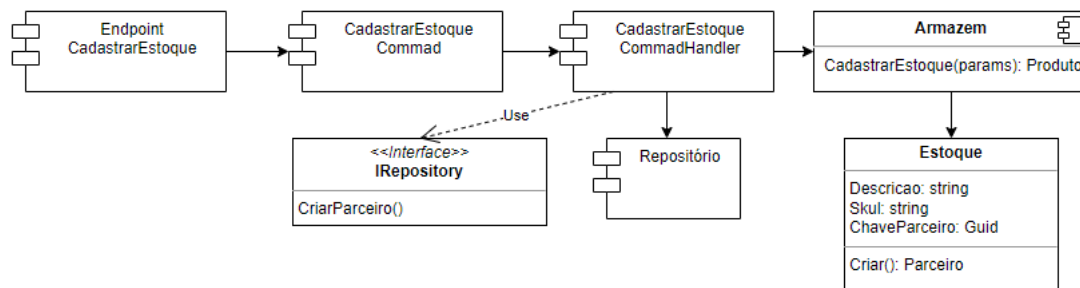 Endpoint
CadastrarEstoque
CadastrarEstoque
Commad
CadastrarEstoque
CommadHandler
Armazem
CadastrarEstoque(params): Produto
Use
<<Interface>>
IRepository
CriarParceiro()
Repositório
Estoque
Descricao: string
Skul: string
ChaveParceiro: Guid
Criar(): Parceiro